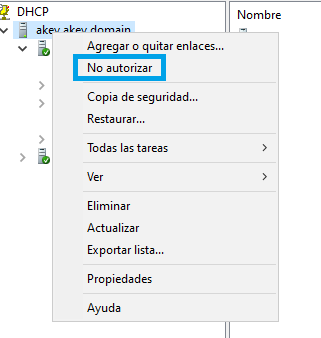 DHCP
Nombre
akey.akey.domain
Agregar o quitar enlaces...
No autorizar
Copia de seguridad...
Restaurar...
Todas las tareas
Ver
Eliminar
Actualizar
Exportar lista...
Propiedades
Ayuda